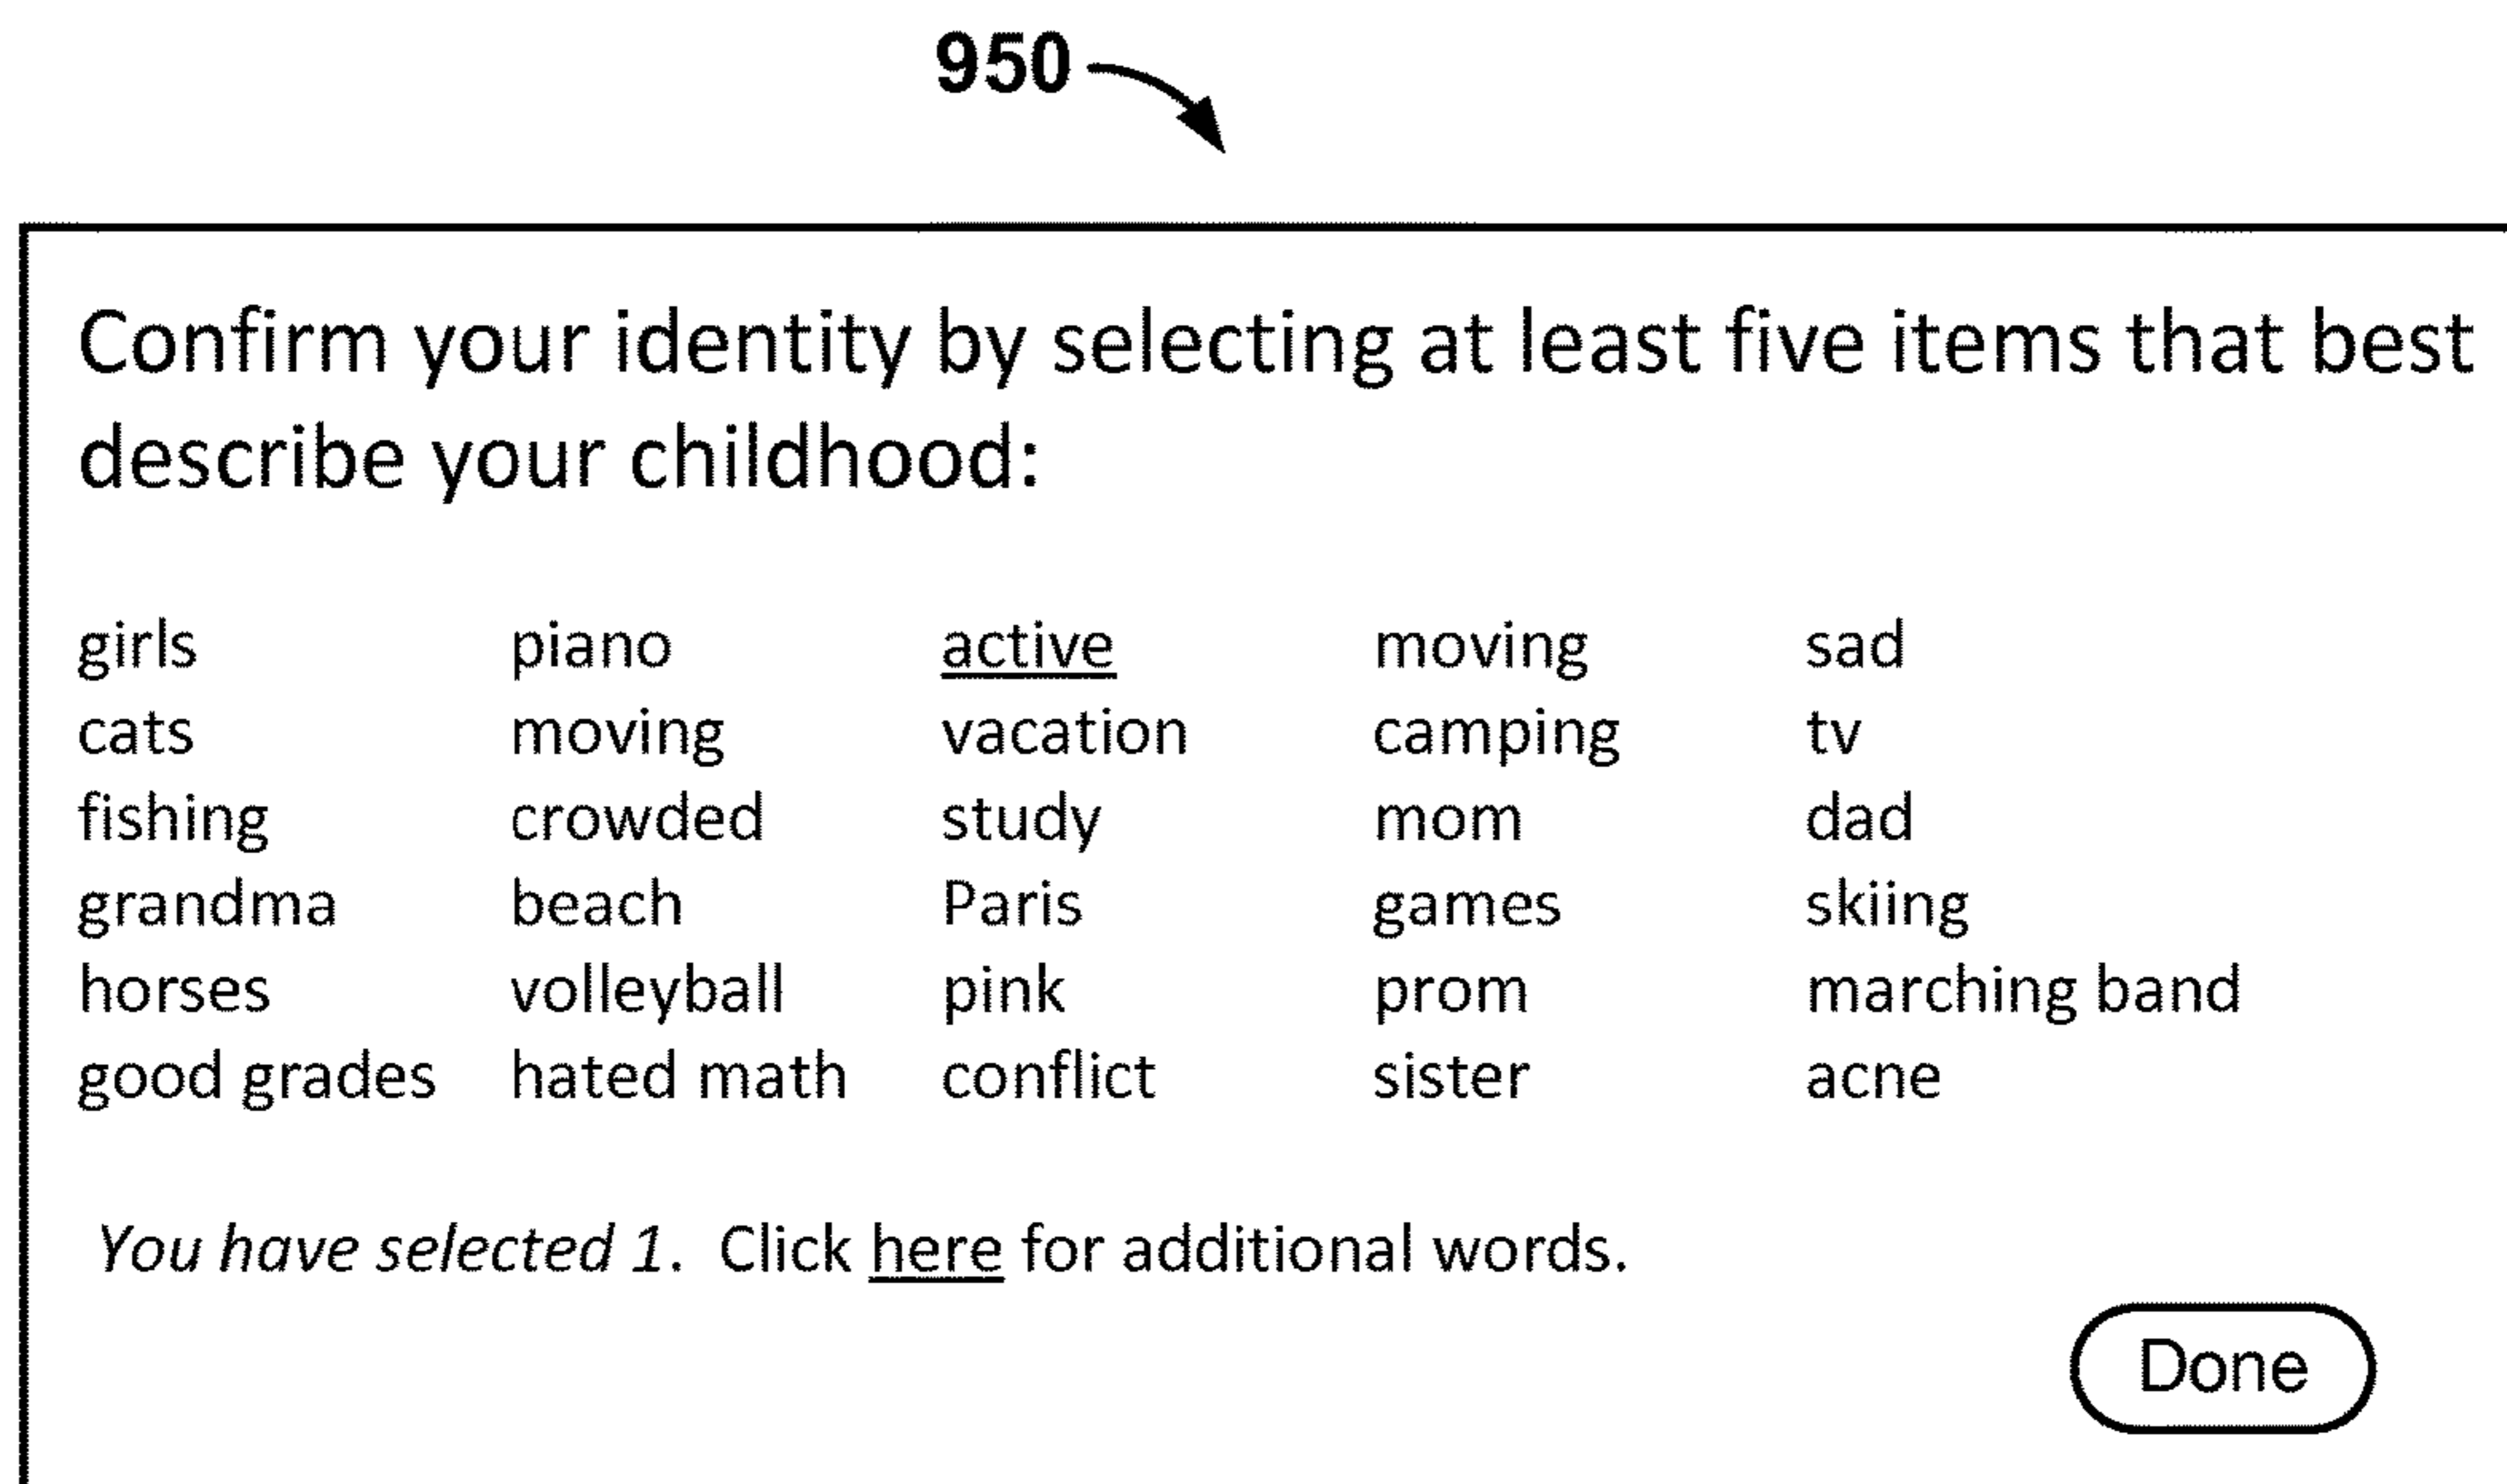 950
Confirm your identity by selecting at least five items that best
describe your childhood:
girls piano active moving sad
cats moving vacation camping tv
fishing crowded study mom dad
grandma beach Paris games skiing
horses volleyball pink prom marching band
good grades hated math conflict sister acne
You have selected 1. Click here for additional words.
Done